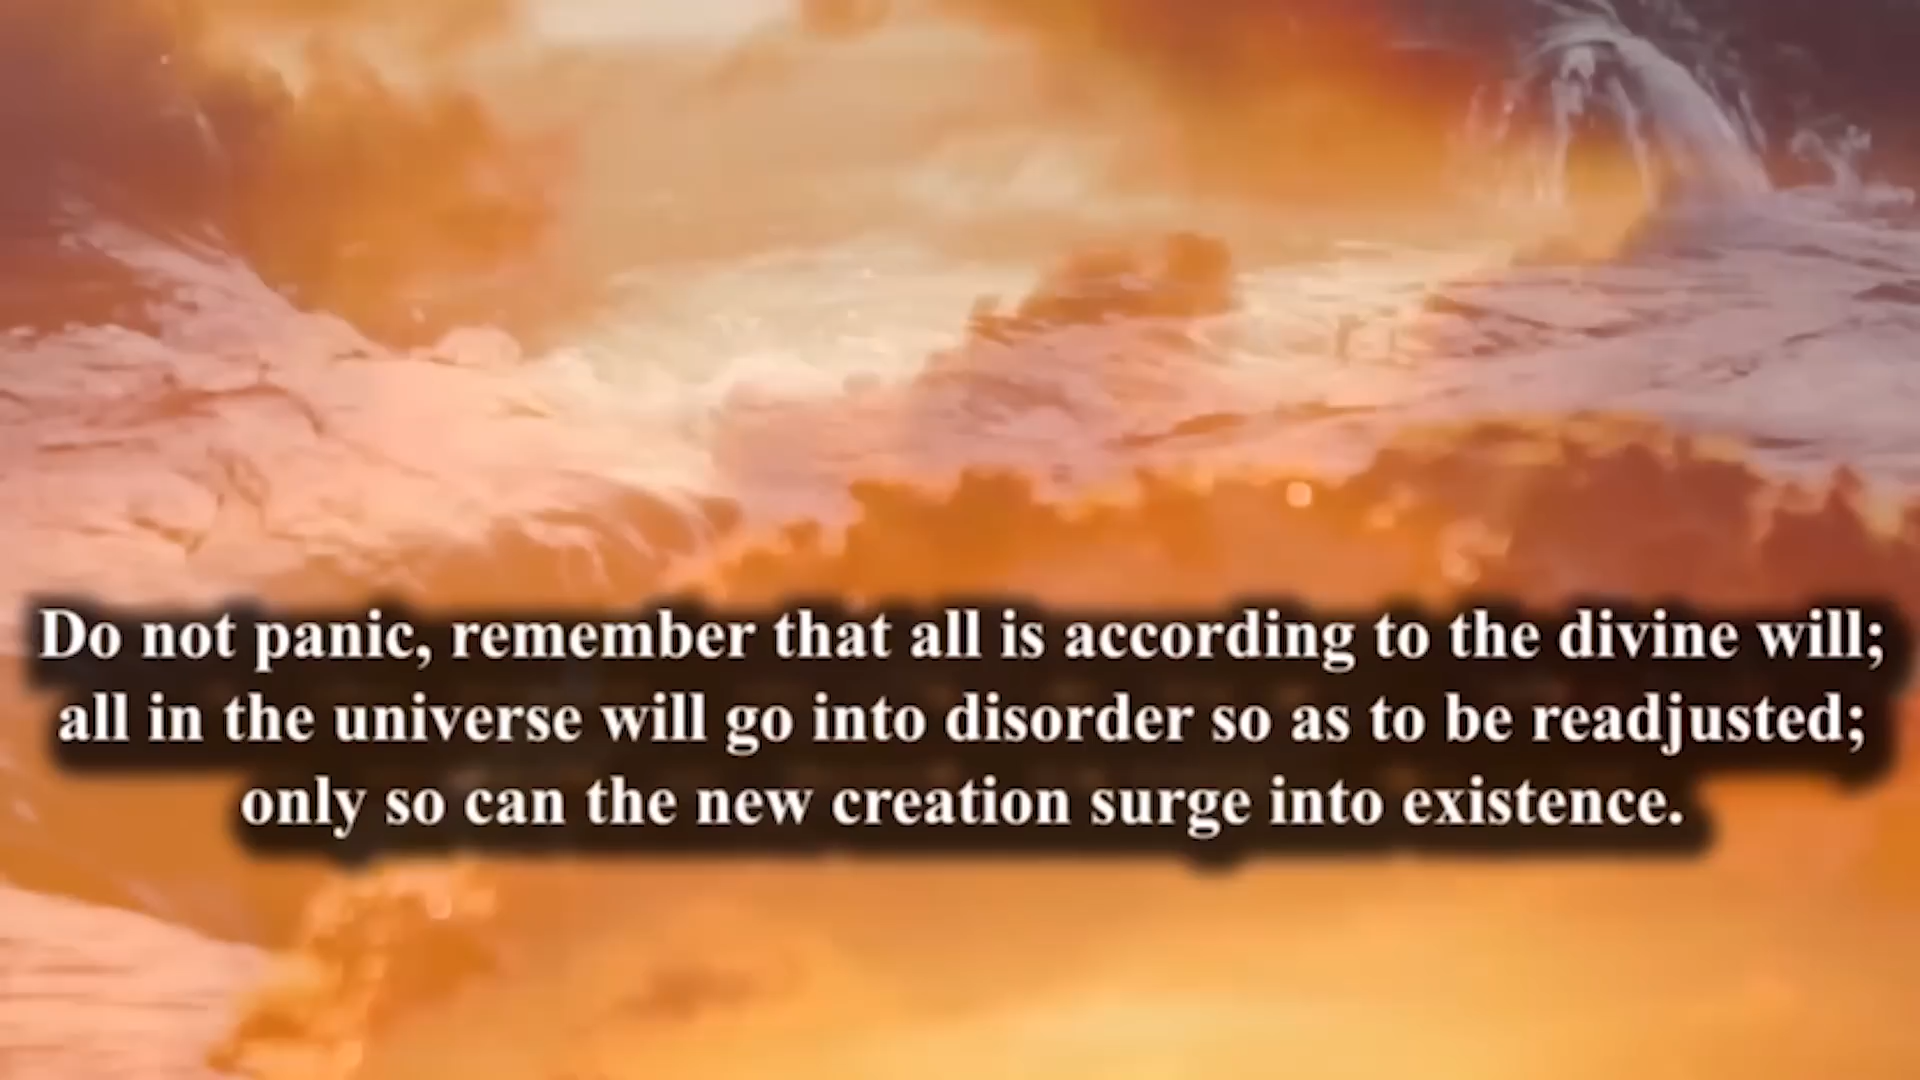 Do not panic, remember that all is according to the divine will;
all in the universe will go into disorder so as to be readjusted;
only so can the new creation surge into existence.